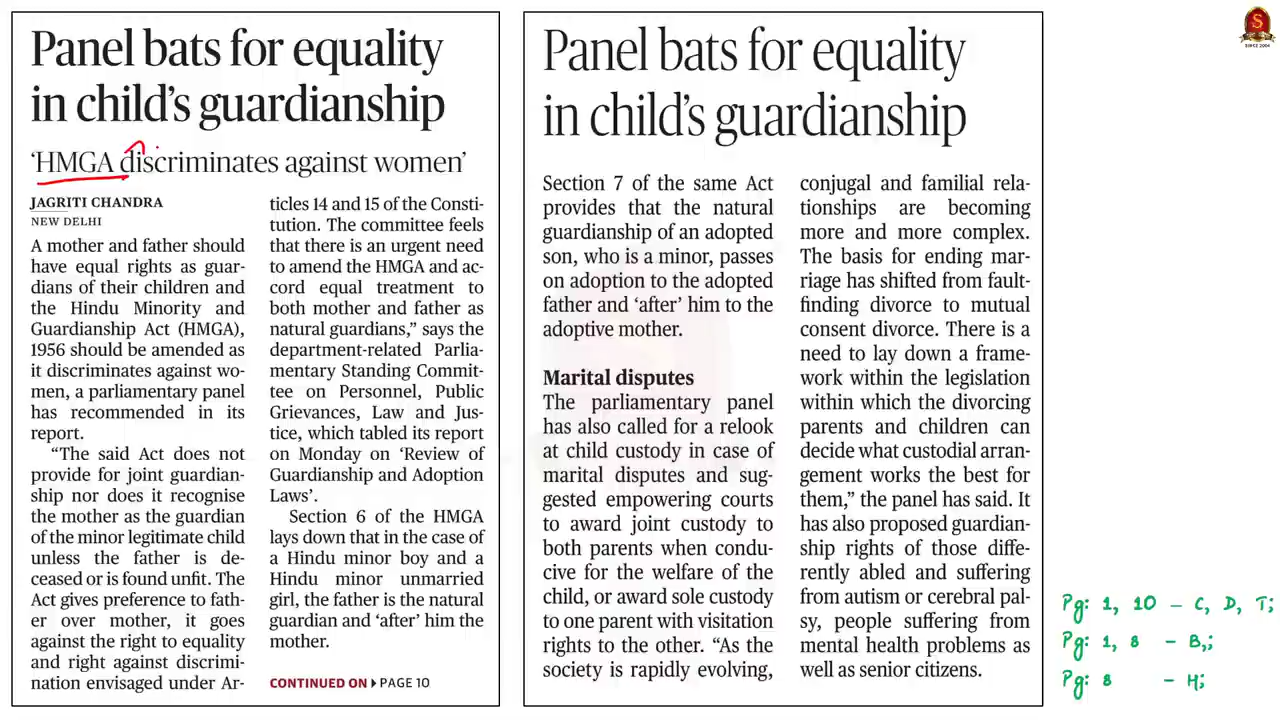 Panel bats for equality
in child's guardianship
‘HMGA discriminates against women’
JAGRITI CHANDRA
NEW DELHI
A mother and father should
have equal rights as guar-
dians of their children and
the Hindu Minority and
Guardianship Act (HMGA),
1956 should be amended as
it discriminates against wo-
men, a parliamentary panel
has recommended in its
report.
“The said Act does not
provide for joint guardian-
ship nor does it recognise
the mother as the guardian
of the minor legitimate child
unless the father is de-
ceased or is found unfit. The
Act gives preference to fath-
er over mother, it goes
against the right to equality
and right against discrimi-
nation envisaged under Ar-
ticles 14 and 15 of the Consti-
tution. The committee feels
that there is an urgent need
to amend the HMGA and ac-
cord equal treatment to
both mother and father as
natural guardians,” says the
department-related Parlia-
mentary Standing Commit-
tee on Personnel, Public
Grievances, Law and Jus-
tice, which tabled its report
on Monday on ‘Review of
Guardianship and Adoption
Laws’.
Section 6 of the HMGA
lays down that in the case of
a Hindu minor boy and a
Hindu minor unmarried
girl, the father is the natural
guardian and ‘after’ him the
mother.
CONTINUED ON PAGE 10
Panel bats for equality
in child's guardianship
Section 7 of the same Act
provides that the natural
guardianship of an adopted
son, who is a minor, passes
on adoption to the adopted
father and ‘after’ him to the
adoptive mother.
Marital disputes
The parliamentary panel
has also called for a relook
at child custody in case of
marital disputes and sug-
gested empowering courts
to award joint custody to
both parents when condu-
cive for the welfare of the
child, or award sole custody
to one parent with visitation
rights to the other. “As the
society is rapidly evolving,
conjugal and familial rela-
tionships are becoming
more and more complex.
The basis for ending mar-
riage has shifted from fault-
finding divorce to mutual
consent divorce. There is a
need to lay down a frame-
work within the legislation
within which the divorcing
parents and children can
decide what custodial arran-
gement works the best for
them,” the panel has said. It
has also proposed guardian-
ship rights of those diffe-
rently abled and suffering
from autism or cerebral pal-
sy, people suffering from
mental health problems as
well as senior citizens.
S
SINCE 2004
Pg: 1, 10 - C, D, T;
Pg: 1, 8 - B,;
Pg: 8 - H;